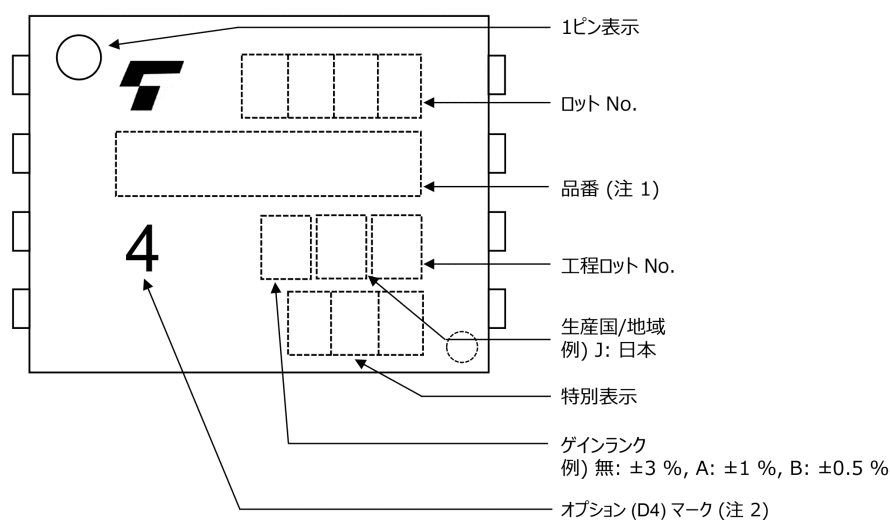 1ピン表示
ロット No.
品番 (注 1)
4
工程ロット No.
生産国/地域
例) J: 日本
特別表示
ゲインランク
例) 無: ±3 %, A: ±1 %, B: ±0.5 %
オプション (D4) マーク (注 2)